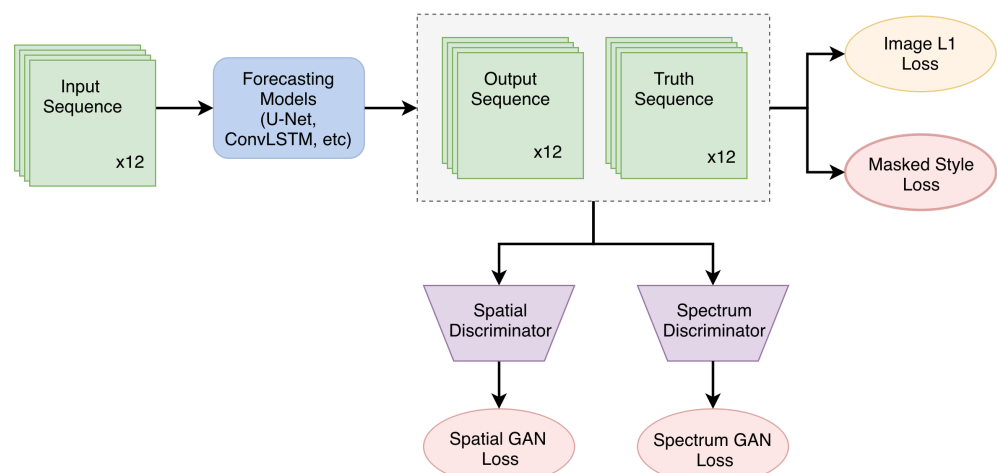 Input
Sequence
x12
Forecasting
Models
(U-Net,
ConvLSTM, etc)
Output
Sequence
x12
Truth
Sequence
x12
Image L1
Loss
Masked Style
Loss
Spatial
Discriminator
Spectrum
Discriminator
Spatial GAN
Loss
Spectrum GAN
Loss